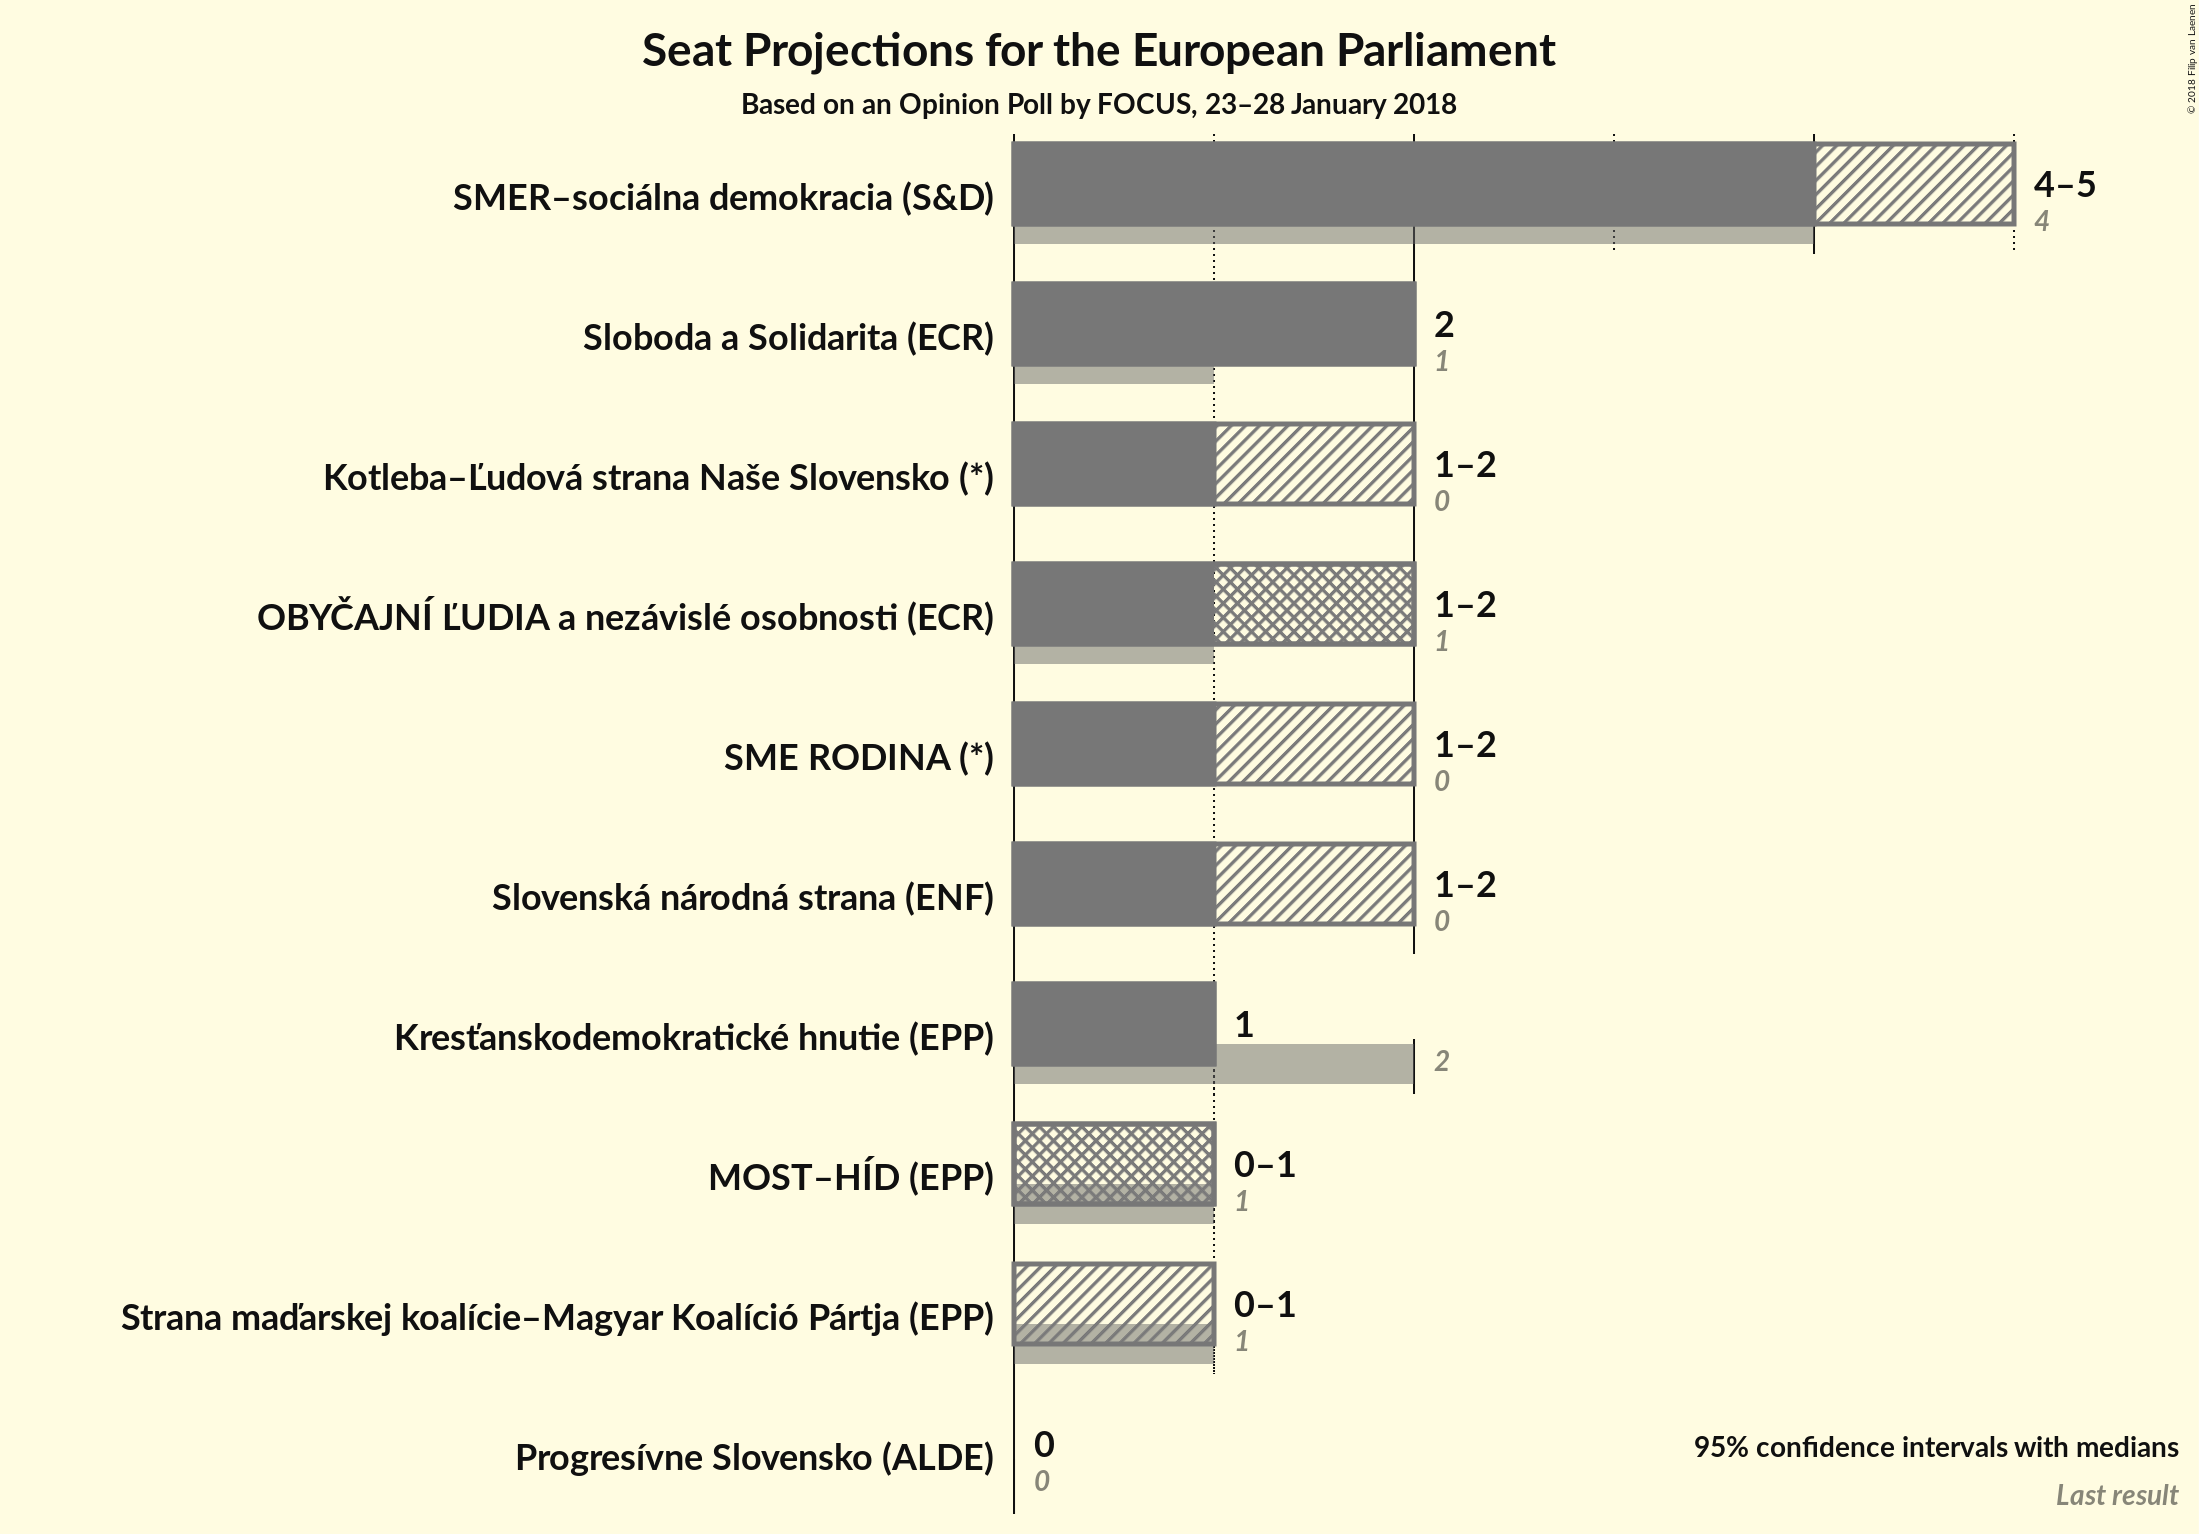 Seat Projections for the European Parliament
Based on an Opinion Poll by FOCUS, 23–28 January 2018
© 2018 Filip van Laenen
SMER–sociálna demokracia (S&D)
4–5
4
Sloboda a Solidarita (ECR)
2
1
Kotleba–Ľudová strana Naše Slovensko (*)
1–2
0
OBYČAJNÍ ĽUDIA a nezávislé osobnosti (ECR)
1–2
1
SME RODINA (*)
1–2
0
Slovenská národná strana (ENF)
1–2
0
Kresťanskodemokratické hnutie (EPP)
1
2
MOST–HÍD (EPP)
0–1
1
Strana maďarskej koalície–Magyar Koalíció Pártja (EPP)
0–1
1
Progresívne Slovensko (ALDE)
0
0
95% confidence intervals with medians
Last result